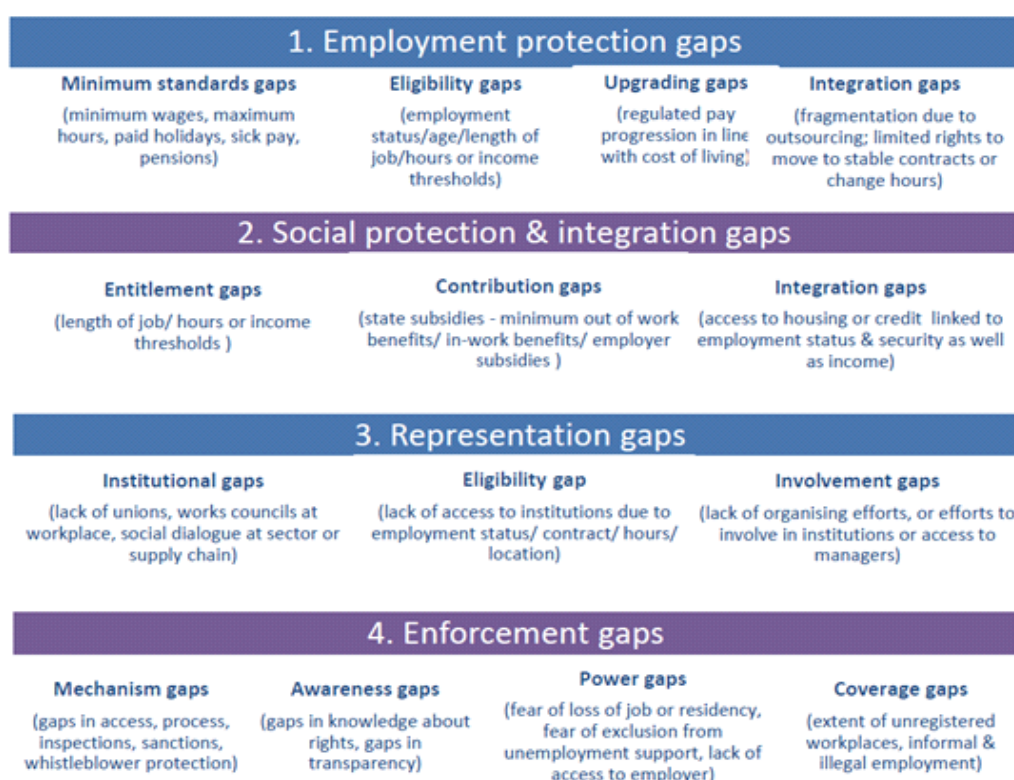 1. Employment protection gaps
Minimum standards gaps
(minimum wages, maximum
hours, paid holidays, sick pay,
pensions)
Eligibility gaps
(employment
status/age/length of
job/hours or income
thresholds)
Upgrading gaps
(regulated pay
progression in line
with cost of living)
Integration gaps
(fragmentation due to
outsourcing; limited rights to
move to stable contracts or
change hours)
2. Social protection & integration gaps
Entitlement gaps
(length of job/ hours or income
thresholds )
Contribution gaps
(state subsidies - minimum out of work
benefits/ in-work benefits/ employer
subsidies )
Integration gaps
(access to housing or credit linked to
employment status & security as well
as income)
3. Representation gaps
Institutional gaps
(lack of unions, works councils at
workplace, social dialogue at sector or
supply chain)
Eligibility gap
(lack of access to institutions due to
employment status/ contract/ hours/
location)
Involvement gaps
(lack of organising efforts, or efforts to
involve in institutions or access to
managers)
4. Enforcement gaps
Mechanism gaps
(gaps in access, process,
inspections, sanctions,
whistleblower protection)
Awareness gaps
(gaps in knowledge about
rights, gaps in
transparency)
Power gaps
(fear of loss of job or residency,
fear of exclusion from
unemployment support, lack of
access to employer)
Coverage gaps
(extent of unregistered
workplaces, informal &
illegal employment)